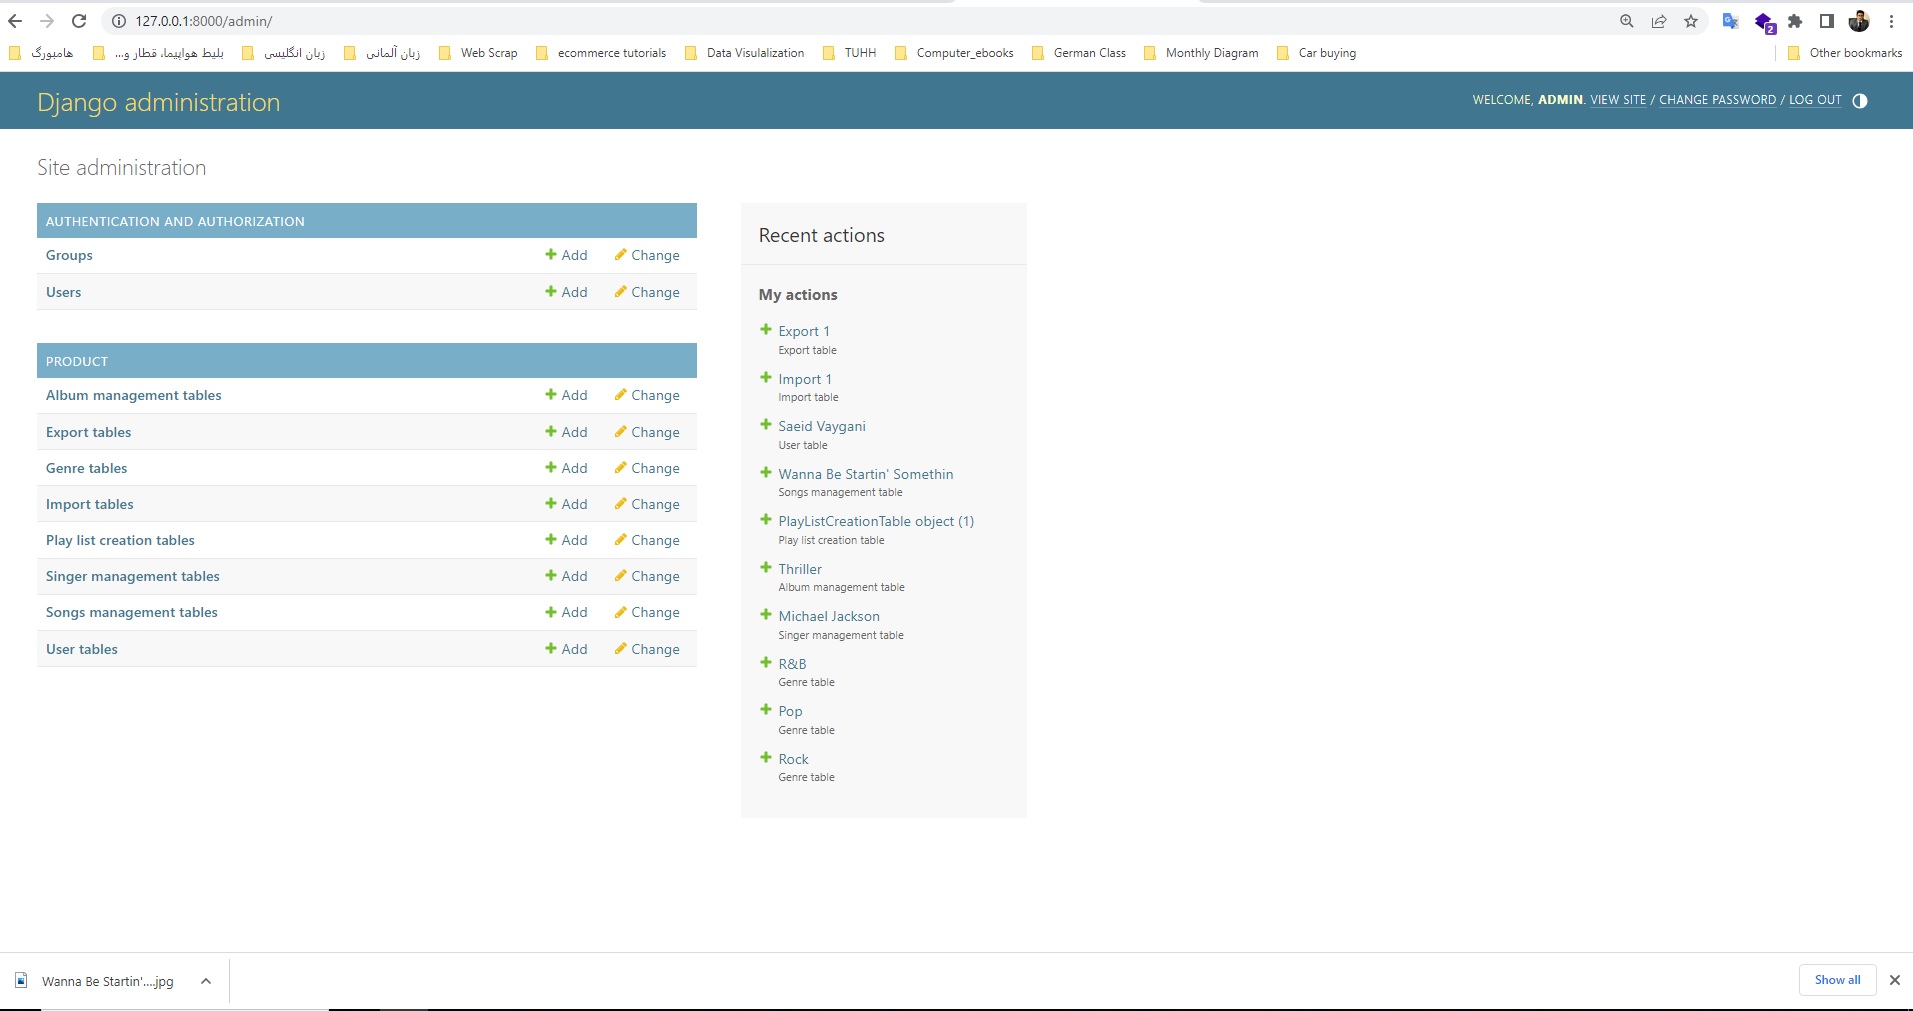 127.0.0.1:8000/admin/
2
هامبورگ
بلیط هواپیما، قطار و...
زبان انگلیسی
زبان آلمانی
Web Scrap
ecommerce tutorials
Data Visulalization
TUHH
Computer_ebooks
German Class
Monthly Diagram
Car buying
Other bookmarks
Django administration
WELCOME, ADMIN. VIEW SITE / CHANGE PASSWORD / LOG OUT
Site administration
AUTHENTICATION AND AUTHORIZATION
Groups Add Change
Users Add Change
PRODUCT
Album management tables Add Change
Export tables Add Change
Genre tables Add Change
Import tables Add Change
Play list creation tables Add Change
Singer management tables Add Change
Songs management tables Add Change
User tables Add Change
Recent actions
My actions
Export 1
Export table
Import 1
Import table
Saeid Vaygani
User table
Wanna Be Startin' Somethin
Songs management table
PlayListCreationTable object (1)
Play list creation table
Thriller
Album management table
Michael Jackson
Singer management table
R&B
Genre table
Pop
Genre table
Rock
Genre table
Wanna Be Startin'....jpg
Show all